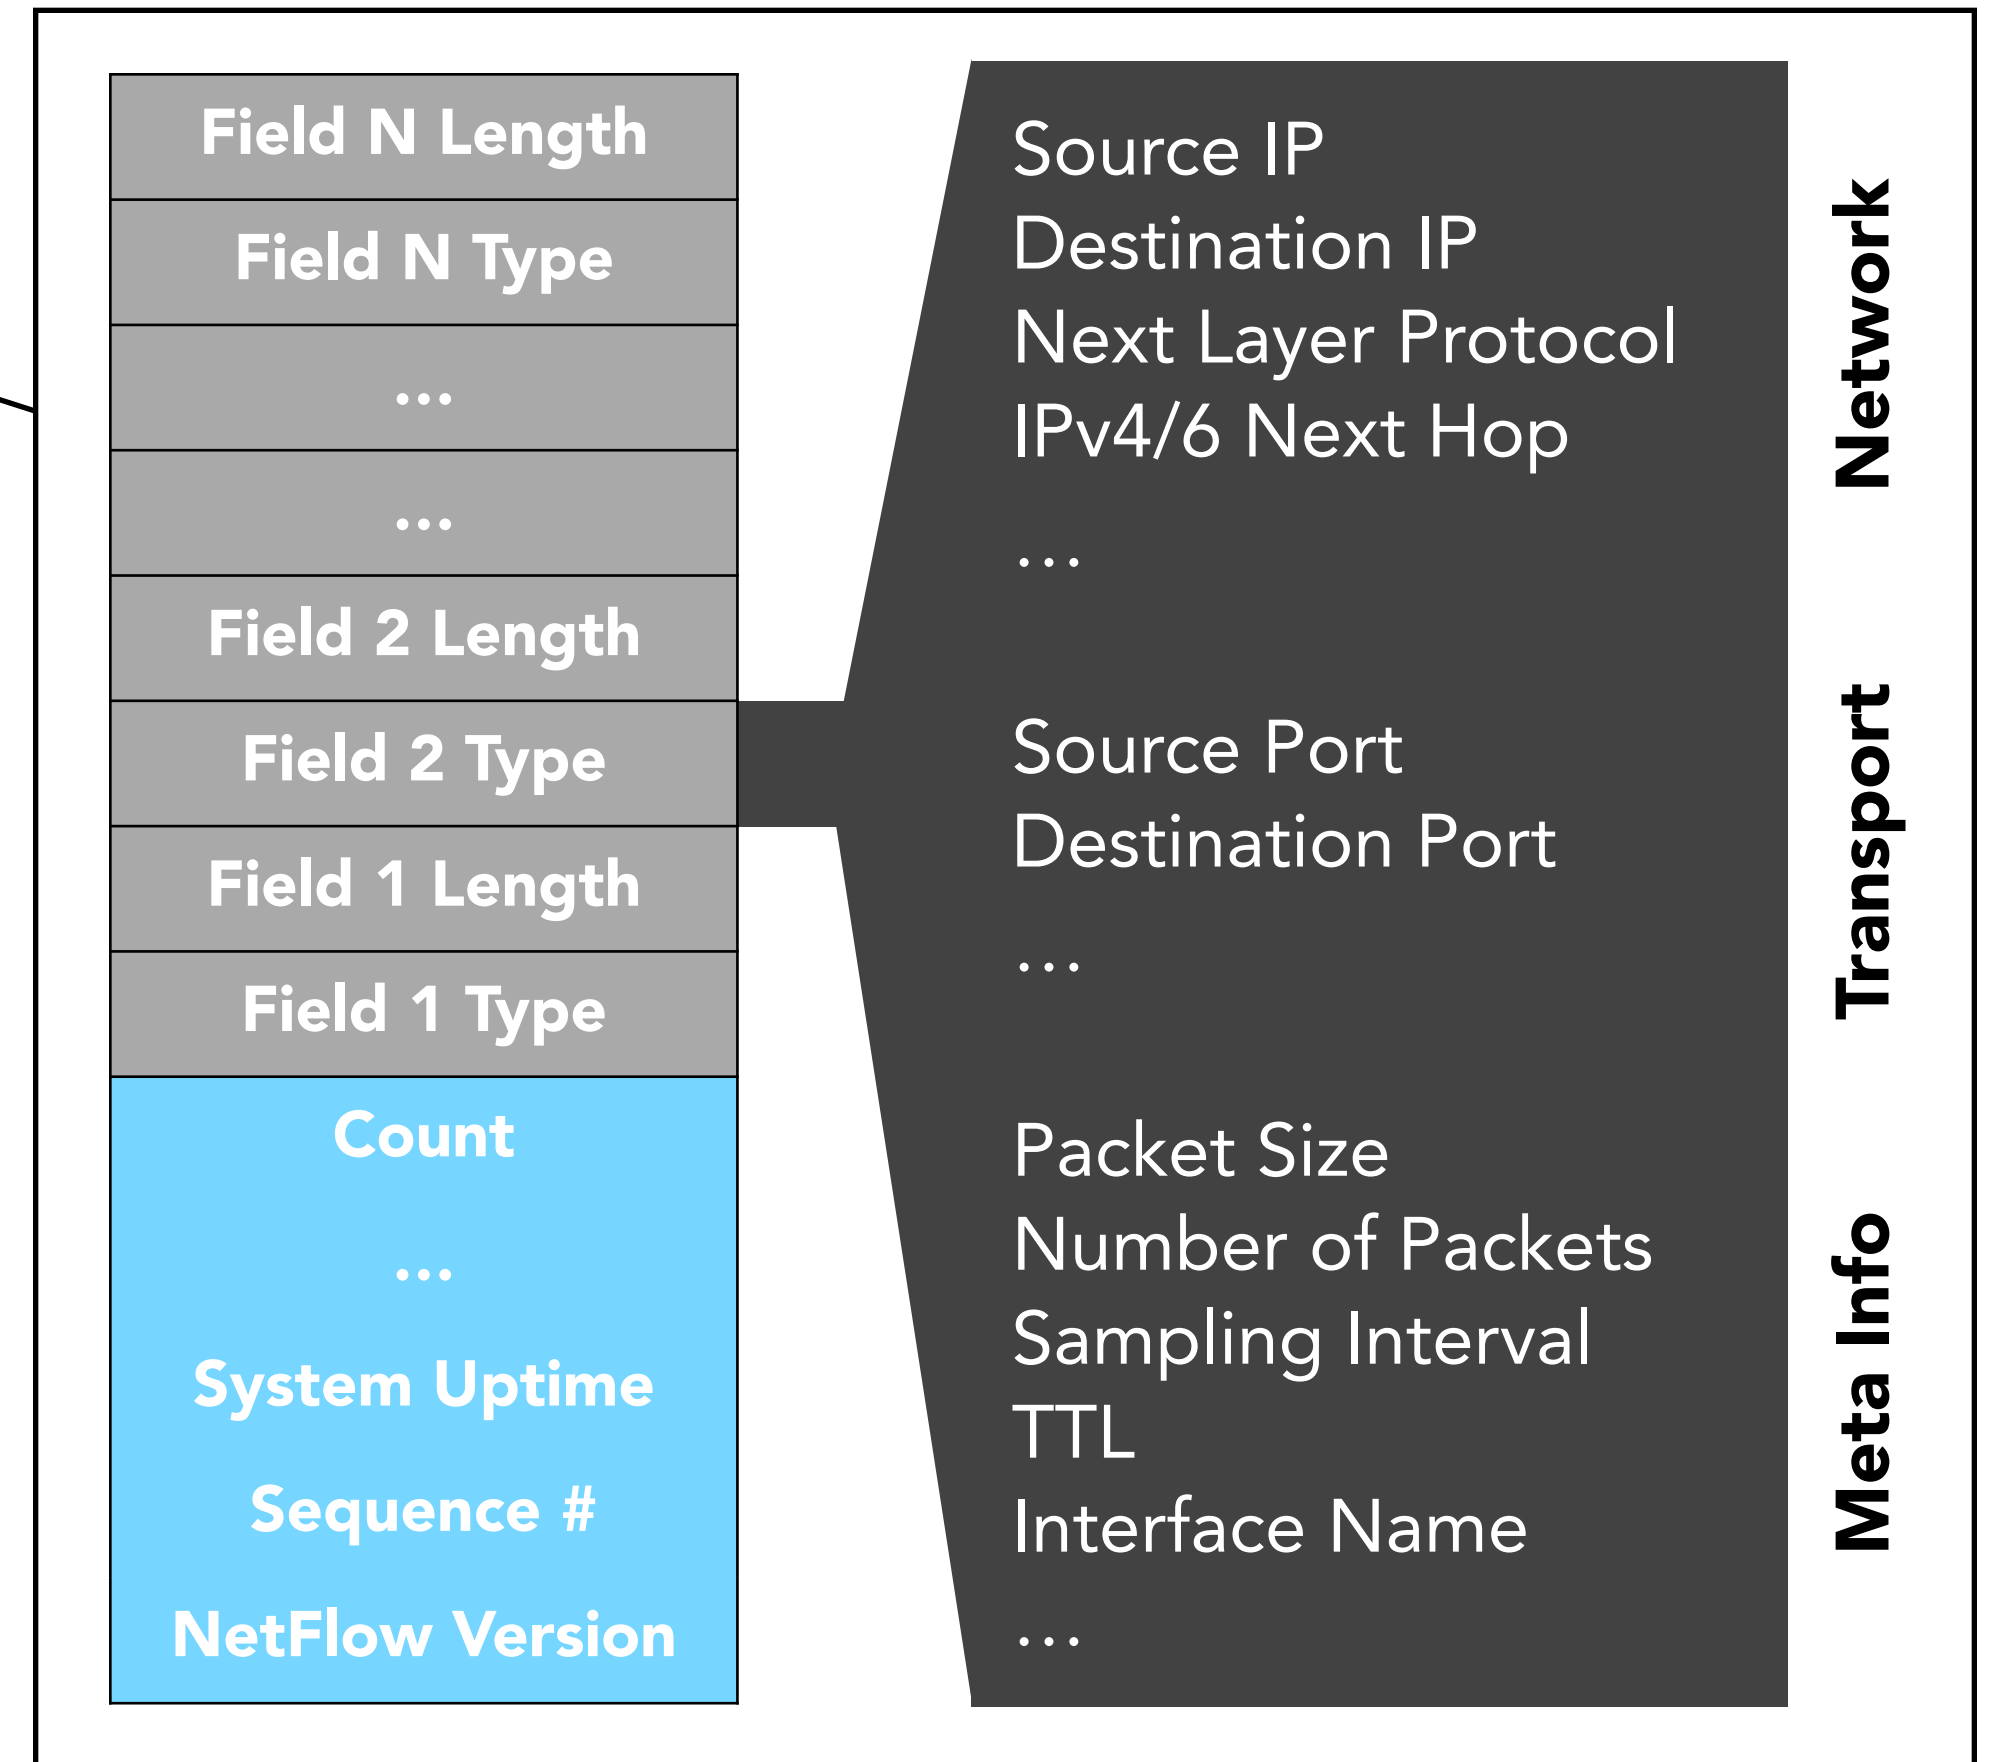 Field N Length
Field N Type
...
...
Field 2 Length
Field 2 Type
Field 1 Length
Field 1 Type
Count
...
System Uptime
Sequence #
NetFlow Version
Source IP
Destination IP
Next Layer Protocol
IPv4/6 Next Hop
...
Source Port
Destination Port
...
Packet Size
Number of Packets
Sampling Interval
TTL
Interface Name
...
Network
Transport
Meta Info